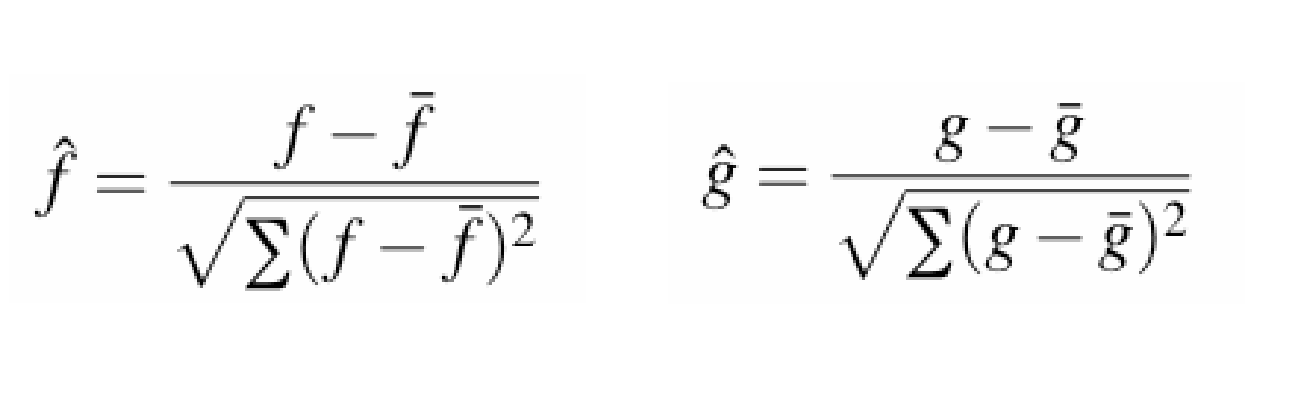 f̂ = (f − f̄) / √∑(f − f̄)²
ĝ = (g − ḡ) / √∑(g − ḡ)²